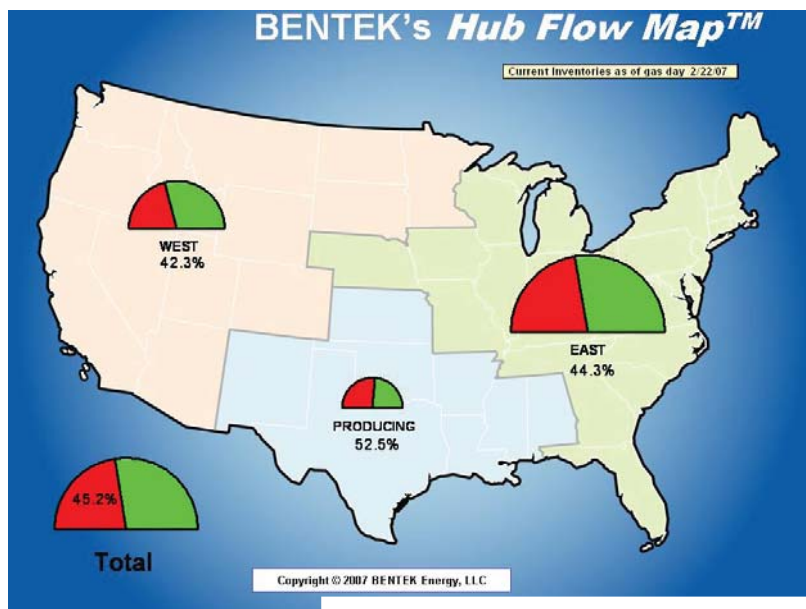 BENTEK's Hub Flow Map™
Current Inventories as of gas day 2/22/07
WEST
42.3%
EAST
44.3%
PRODUCING
52.5%
45.2%
Total
Copyright © 2007 BENTEK Energy, LLC